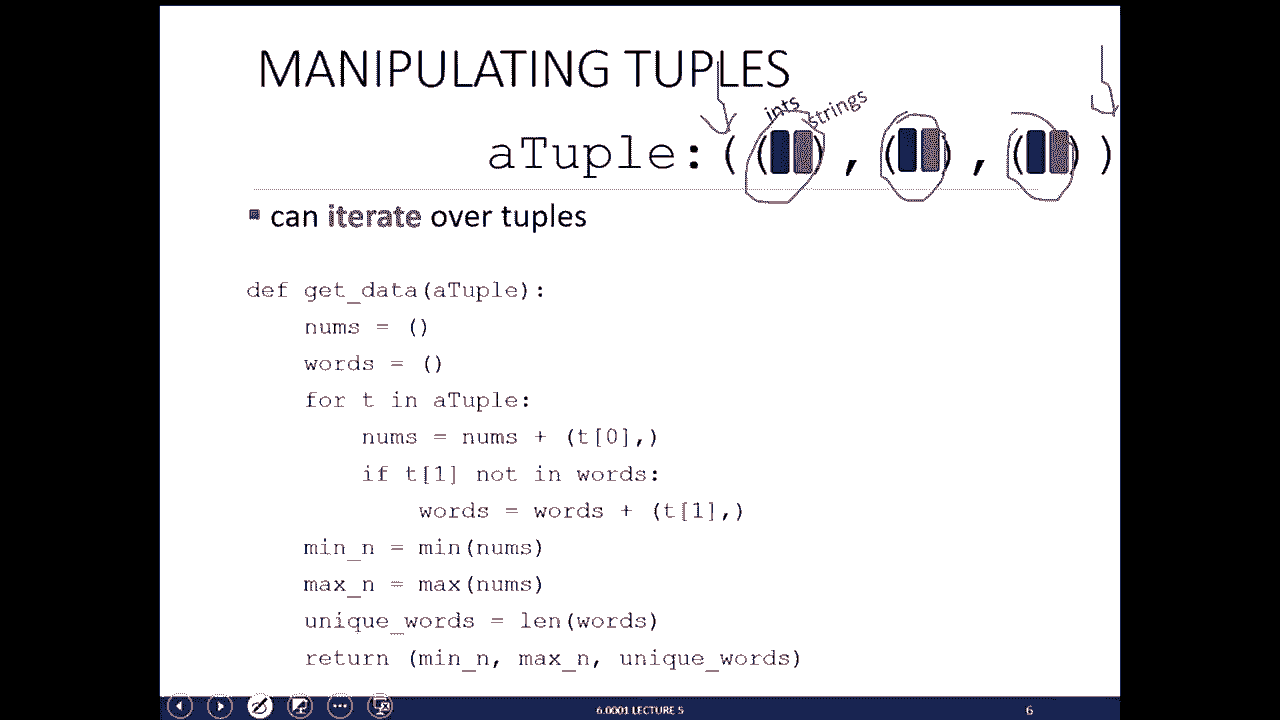 MANIPULATING TUPLES
ints strings
aTuple:(( ),( ),( ))
can iterate over tuples
def get_data(aTuple):
    nums = ()
    words = ()
    for t in aTuple:
        nums = nums + (t[0],)
        if t[1] not in words:
            words = words + (t[1],)
    min_n = min(nums)
    max_n = max(nums)
    unique_words = len(words)
    return (min_n, max_n, unique_words)
6.0001 LECTURE 5
6